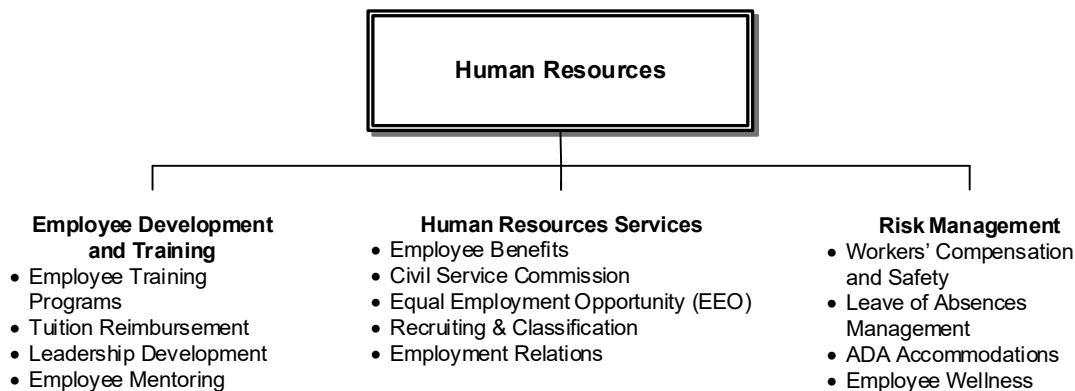 Human Resources
Employee Development
and Training
• Employee Training
Programs
• Tuition Reimbursement
• Leadership Development
• Employee Mentoring
Human Resources Services
• Employee Benefits
• Civil Service Commission
• Equal Employment Opportunity (EEO)
• Recruiting & Classification
• Employment Relations
Risk Management
• Workers’ Compensation
and Safety
• Leave of Absences
Management
• ADA Accommodations
• Employee Wellness